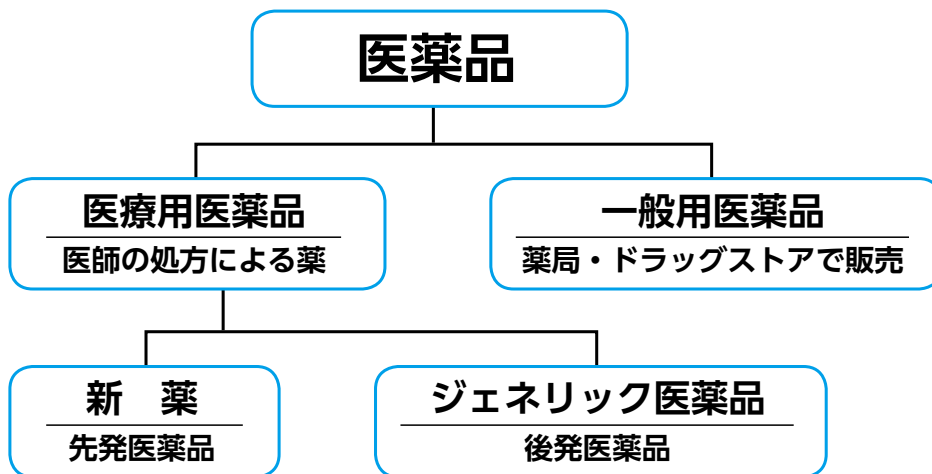 医薬品
医療用医薬品
医師の処方による薬
一般用医薬品
薬局・ドラッグストアで販売
新　薬
先発医薬品
ジェネリック医薬品
後発医薬品